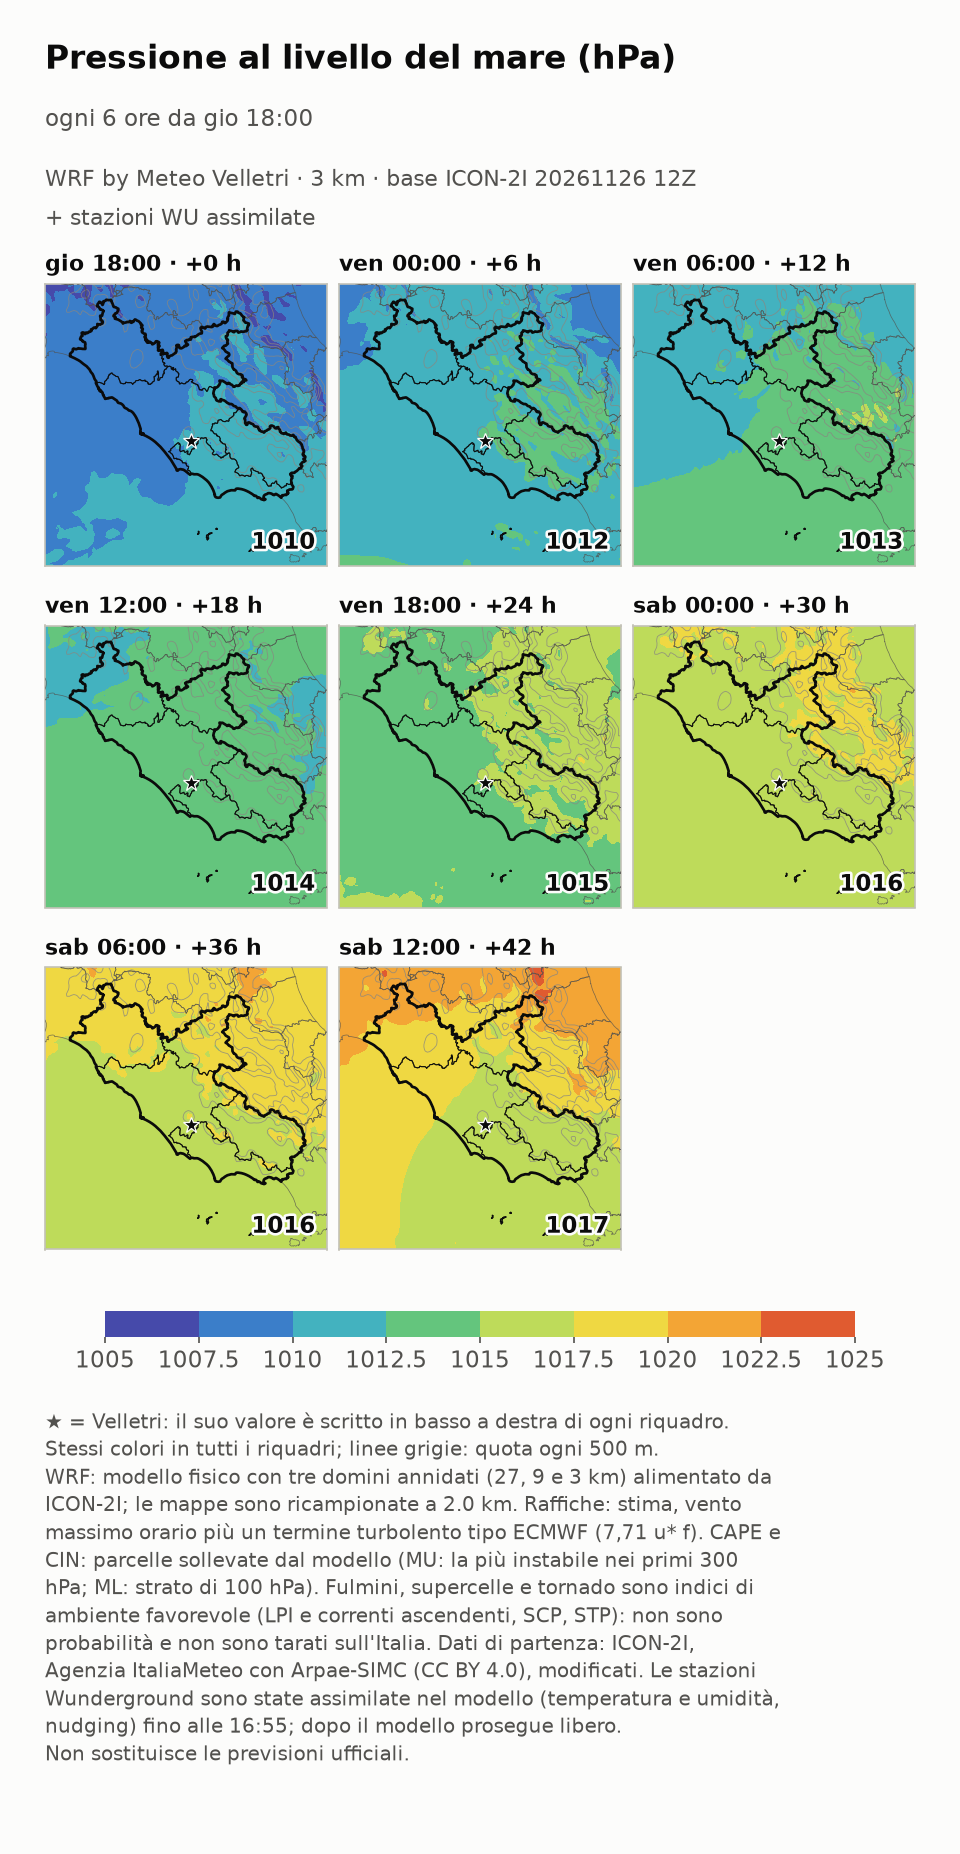 Pressione al livello del mare (hPa)
ogni 6 ore da gio 18:00
WRF by Meteo Velletri · 3 km · base ICON-2I 20261126 12Z
+ stazioni WU assimilate
gio 18:00 · +0 h
ven 00:00 · +6 h
ven 06:00 · +12 h
1010
1012
1013
ven 12:00 · +18 h
ven 18:00 · +24 h
sab 00:00 · +30 h
1014
1015
1016
sab 06:00 · +36 h
sab 12:00 · +42 h
1016
1017
1005 1007.5 1010 1012.5 1015 1017.5 1020 1022.5 1025
★ = Velletri: il suo valore è scritto in basso a destra di ogni riquadro.
Stessi colori in tutti i riquadri; linee grigie: quota ogni 500 m.
WRF: modello fisico con tre domini annidati (27, 9 e 3 km) alimentato da
ICON-2I; le mappe sono ricampionate a 2.0 km. Raffiche: stima, vento
massimo orario più un termine turbolento tipo ECMWF (7,71 u* f). CAPE e
CIN: parcelle sollevate dal modello (MU: la più instabile nei primi 300
hPa; ML: strato di 100 hPa). Fulmini, supercelle e tornado sono indici di
ambiente favorevole (LPI e correnti ascendenti, SCP, STP): non sono
probabilità e non sono tarati sull'Italia. Dati di partenza: ICON-2I,
Agenzia ItaliaMeteo con Arpae-SIMC (CC BY 4.0), modificati. Le stazioni
Wunderground sono state assimilate nel modello (temperatura e umidità,
nudging) fino alle 16:55; dopo il modello prosegue libero.
Non sostituisce le previsioni ufficiali.